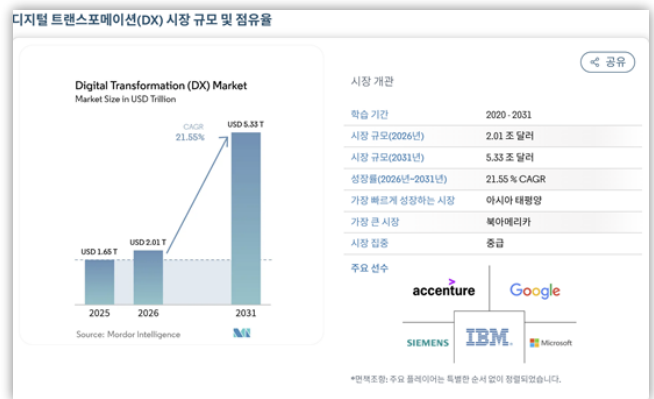 디지털 트랜스포메이션(DX) 시장 규모 및 점유율
Digital Transformation (DX) Market
Market Size in USD Trillion
CAGR
21.55%
USD 5.33 T
USD 1.65 T
USD 2.01 T
2025
2026
2031
Source: Mordor Intelligence
공유
시장 개관
학습 기간 2020 - 2031
시장 규모(2026년) 2.01 조 달러
시장 규모(2031년) 5.33 조 달러
성장률(2026년-2031년) 21.55 % CAGR
가장 빠르게 성장하는 시장 아시아 태평양
가장 큰 시장 북아메리카
시장 집중 중급
주요 선수
accenture
Google
SIEMENS
IBM.
Microsoft
*면책조항: 주요 플레이어는 특별한 순서 없이 정렬되었습니다.